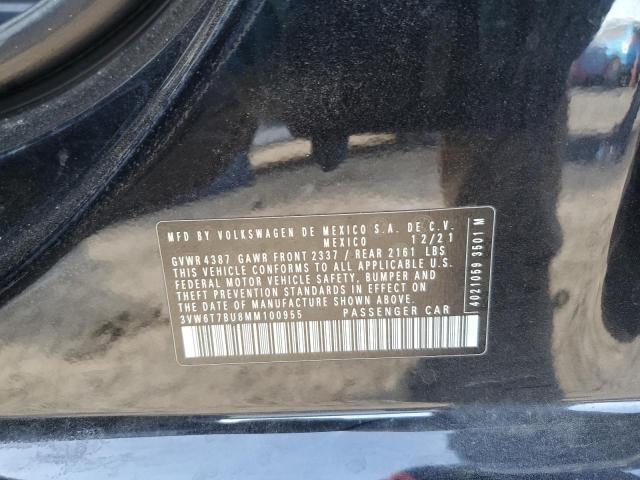 MFD BY VOLKSWAGEN DE MEXICO S.A. DE C.V.
MEXICO 12/21
GVWR 4387 GAWR FRONT 2337 / REAR 2161 LBS
THIS VEHICLE CONFORMS TO ALL APPLICABLE U.S.
FEDERAL MOTOR VEHICLE SAFETY, BUMPER AND
THEFT PREVENTION STANDARDS IN EFFECT ON
THE DATE OF MANUFACTURE SHOWN ABOVE.
3VW6T7BU8MM100955 PASSENGER CAR
4021059 3501 M